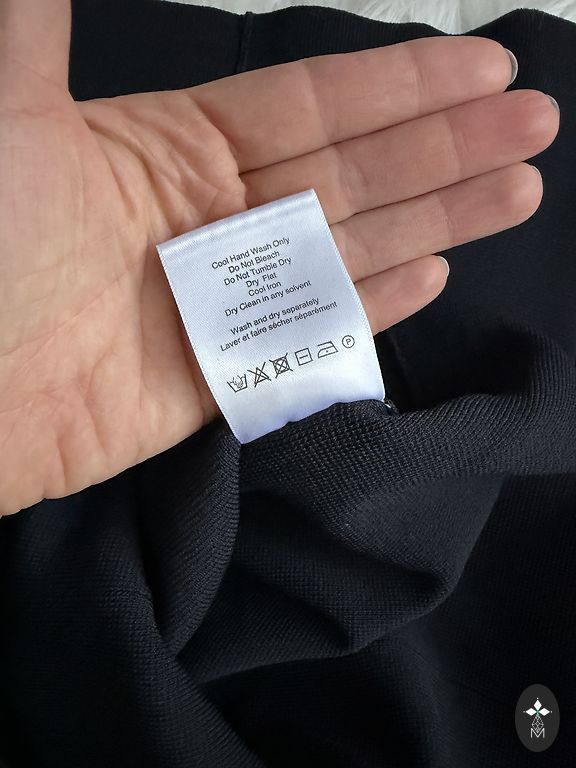 Cool Hand Wash Only
Do Not Bleach
Do Not Tumble Dry
Dry Flat
Cool Iron
Dry Clean in any solvent
Wash and dry separately
Laver et faire sécher séparément
P
M